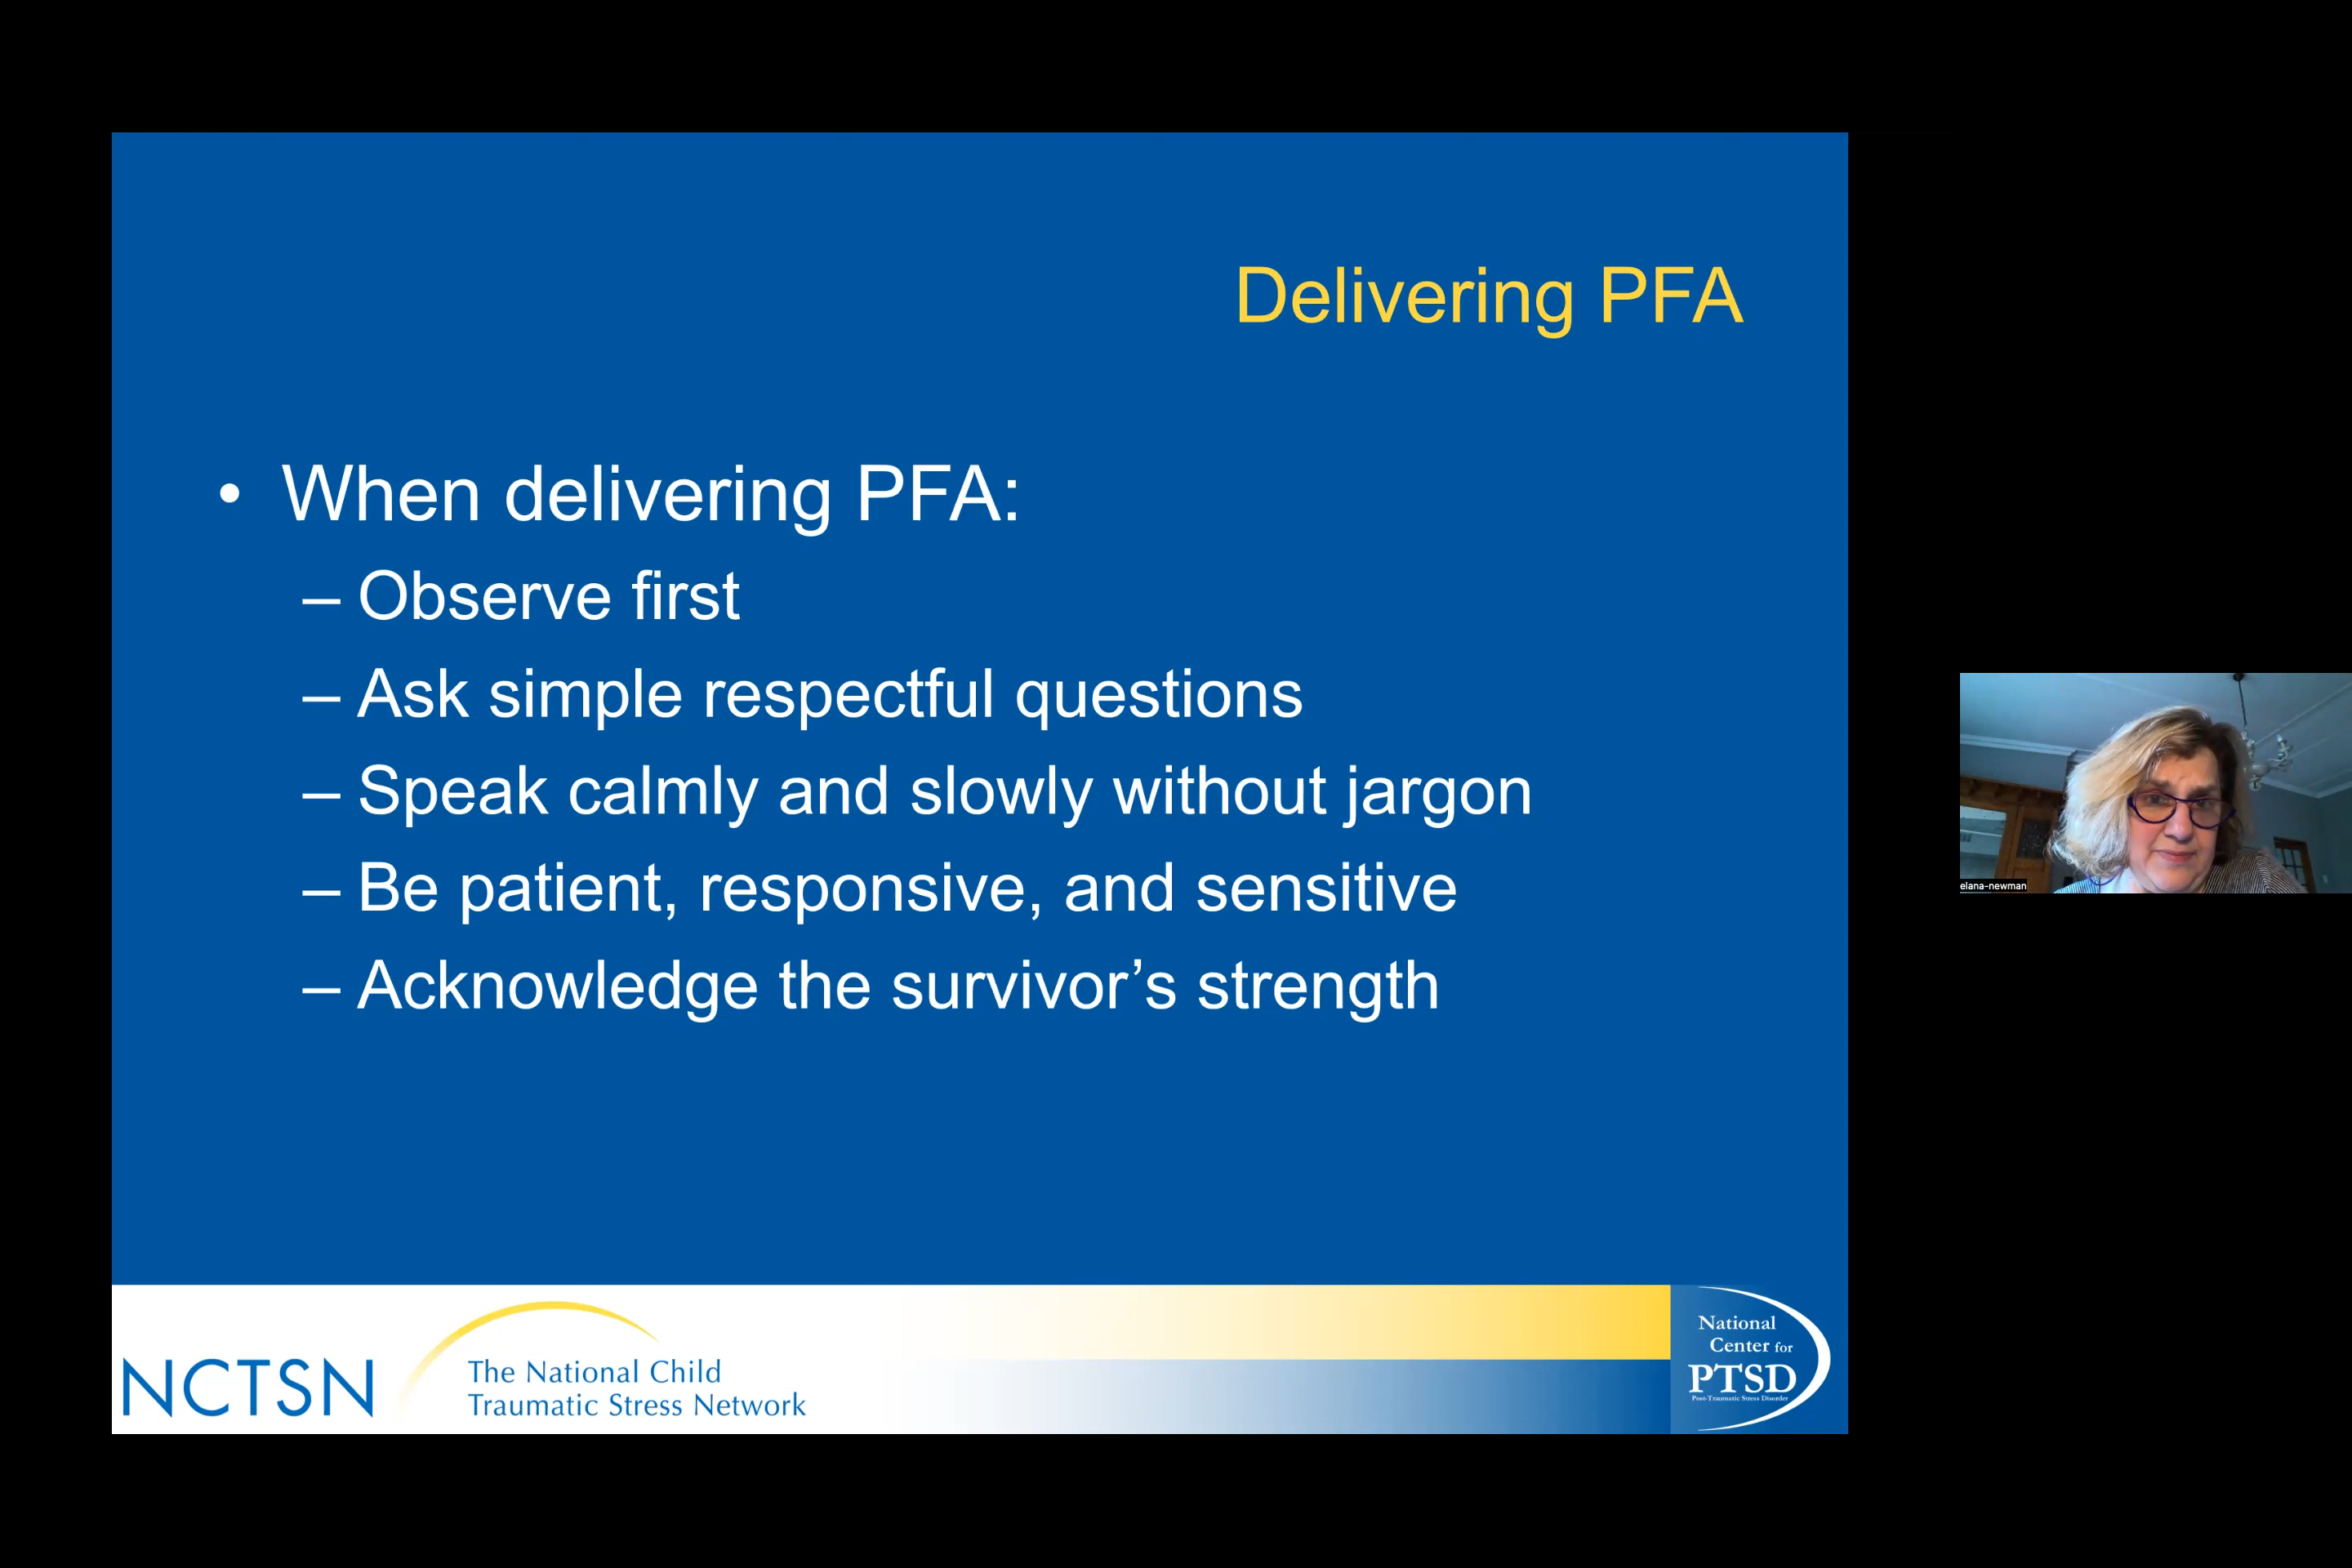 Delivering PFA
• When delivering PFA:
– Observe first
– Ask simple respectful questions
– Speak calmly and slowly without jargon
– Be patient, responsive, and sensitive
– Acknowledge the survivor’s strength
elana-newman
NCTSN
The National Child
Traumatic Stress Network
National
Center for
PTSD
Post-Traumatic Stress Disorder